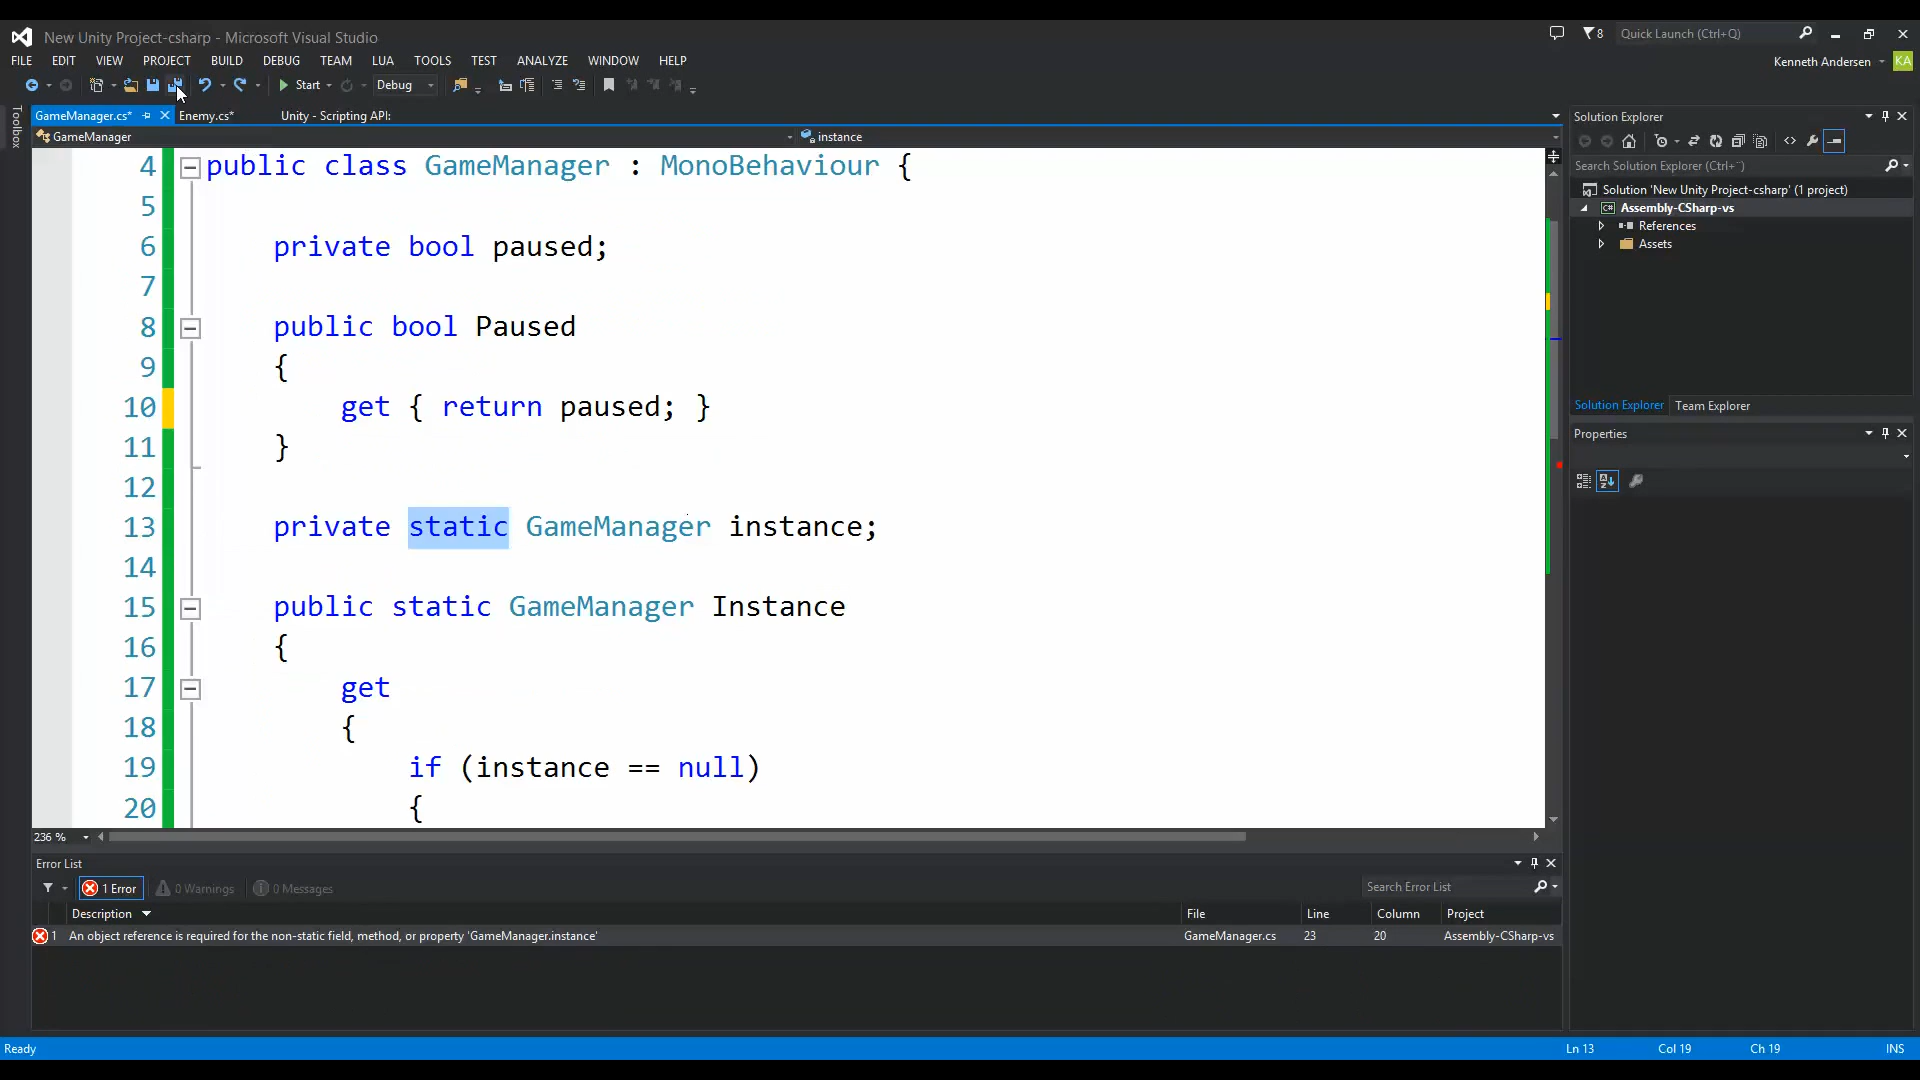 New Unity Project-csharp - Microsoft Visual Studio
8
Quick Launch (Ctrl+Q)
FILE EDIT VIEW PROJECT BUILD DEBUG TEAM LUA TOOLS TEST ANALYZE WINDOW HELP
Kenneth Andersen
KA
Start
Debug
Toolbox
GameManager.cs*
Enemy.cs*
Unity - Scripting API:
GameManager
instance
4 public class GameManager : MonoBehaviour {
5
6 private bool paused;
7
8 public bool Paused
9 {
10 get { return paused; }
11 }
12
13 private static GameManager instance;
14
15 public static GameManager Instance
16 {
17 get
18 {
19 if (instance == null)
20 {
236 %
Solution Explorer
Search Solution Explorer (Ctrl+¨)
Solution 'New Unity Project-csharp' (1 project)
C# Assembly-CSharp-vs
References
Assets
Solution Explorer Team Explorer
Properties
Error List
1 Error 0 Warnings 0 Messages
Search Error List
Description File Line Column Project
1 An object reference is required for the non-static field, method, or property 'GameManager.instance' GameManager.cs 23 20 Assembly-CSharp-vs
Ready
Ln 13 Col 19 Ch 19 INS